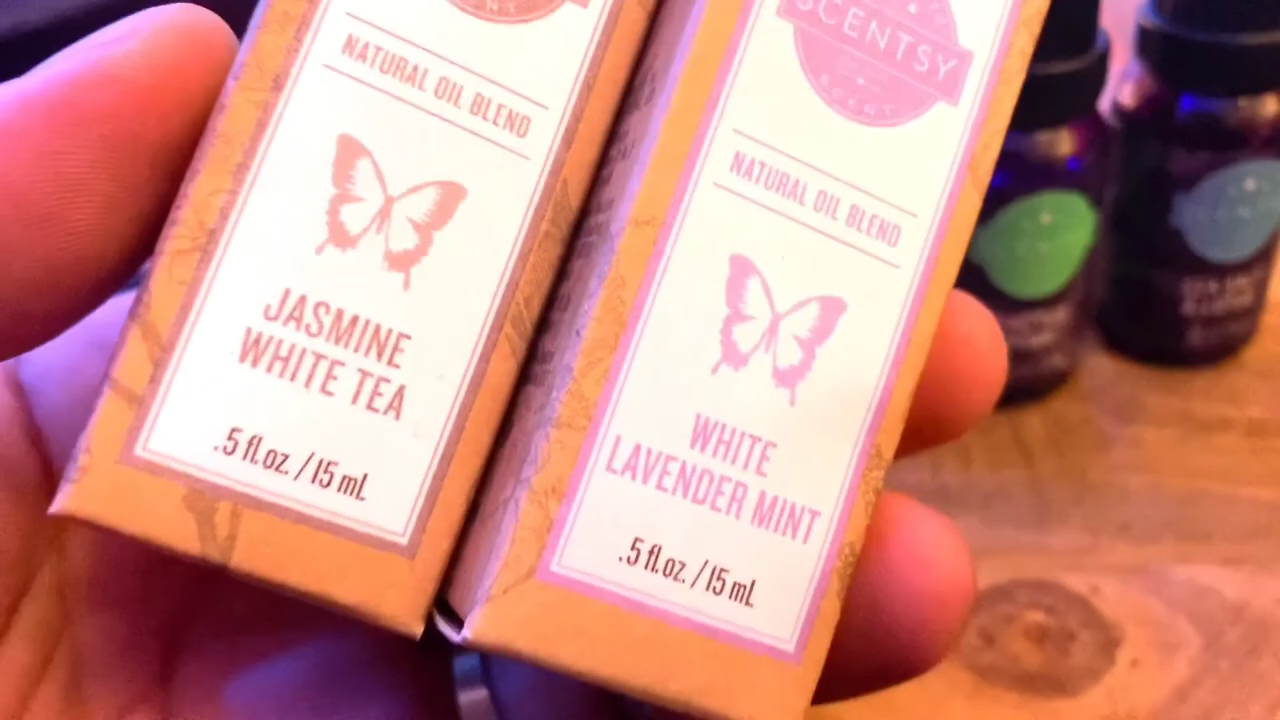 NATURAL OIL BLEND
JASMINE
WHITE TEA
.5 fl.oz. / 15 mL
SCENTSY
SCENT
NATURAL OIL BLEND
WHITE
LAVENDER MINT
.5 fl.oz. / 15 mL